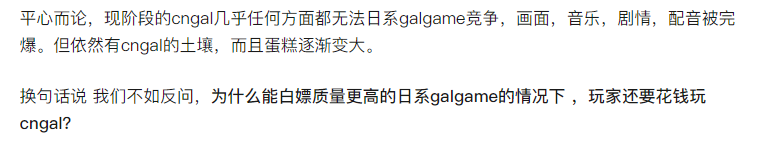 平心而论，现阶段的cngal几乎任何方面都无法日系galgame竞争，画面，音乐，剧情，配音被完
爆。但依然有cngal的土壤，而且蛋糕逐渐变大。
换句话说 我们不如反问，为什么能白嫖质量更高的日系galgame的情况下 ，玩家还要花钱玩
cngal?